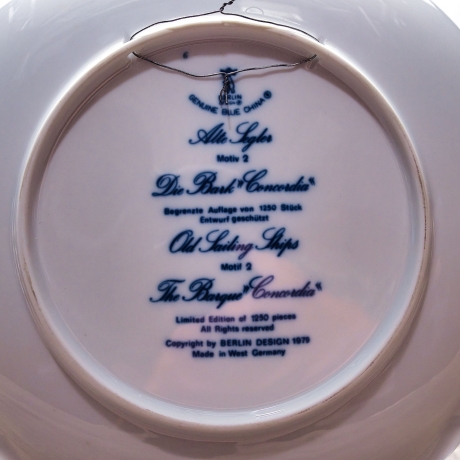 BERLIN
GENUINE BLUE CHINA ®
Alte Segler
Motiv 2
Die Bark "Concordia"
Begrenzte Auflage von 1250 Stück
Entwurf geschützt
Old Sailing Ships
Motif 2
The Barque "Concordia"
Limited Edition of 1250 pieces
All Rights reserved
Copyright by BERLIN DESIGN 1979
Made in West Germany